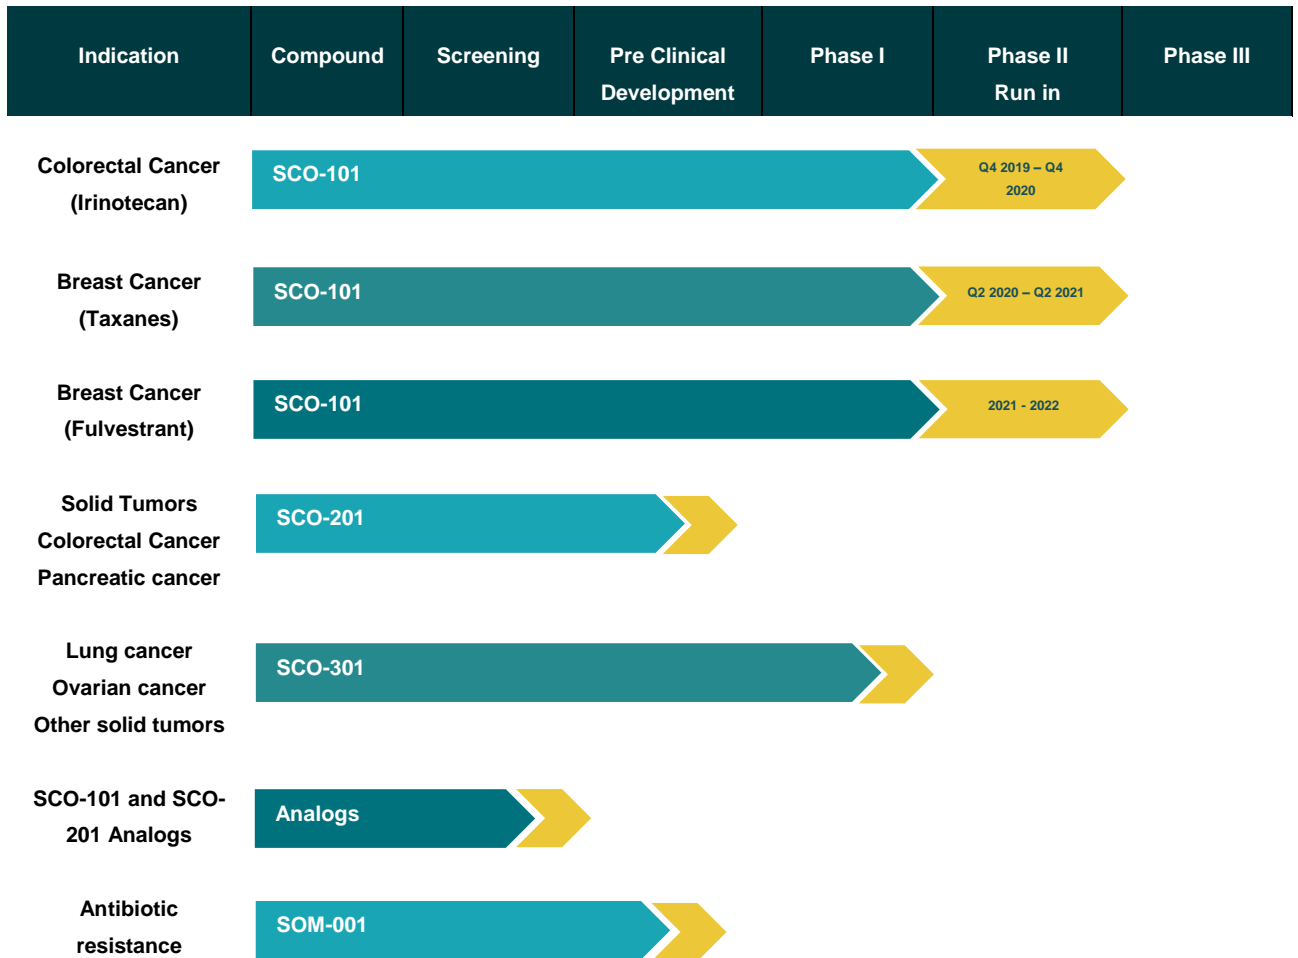 Indication
Compound
Screening
Pre Clinical
Development
Phase I
Phase II
Run in
Phase III
Colorectal Cancer
(Irinotecan)
SCO-101
Q4 2019 – Q4
2020
Breast Cancer
(Taxanes)
SCO-101
Q2 2020 – Q2 2021
Breast Cancer
(Fulvestrant)
SCO-101
2021 - 2022
Solid Tumors
Colorectal Cancer
Pancreatic cancer
SCO-201
Lung cancer
Ovarian cancer
Other solid tumors
SCO-301
SCO-101 and SCO-
201 Analogs
Analogs
Antibiotic
resistance
SOM-001